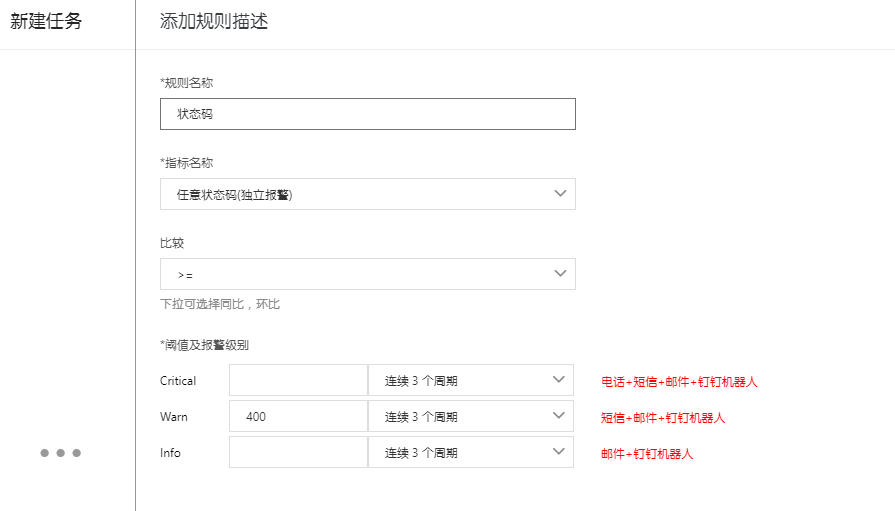 新建任务
添加规则描述
*规则名称
状态码
*指标名称
任意状态码(独立报警)
比较
>=
下拉可选择同比，环比
*阈值及报警级别
Critical 连续 3 个周期 电话+短信+邮件+钉钉机器人
Warn 400 连续 3 个周期 短信+邮件+钉钉机器人
Info 连续 3 个周期 邮件+钉钉机器人